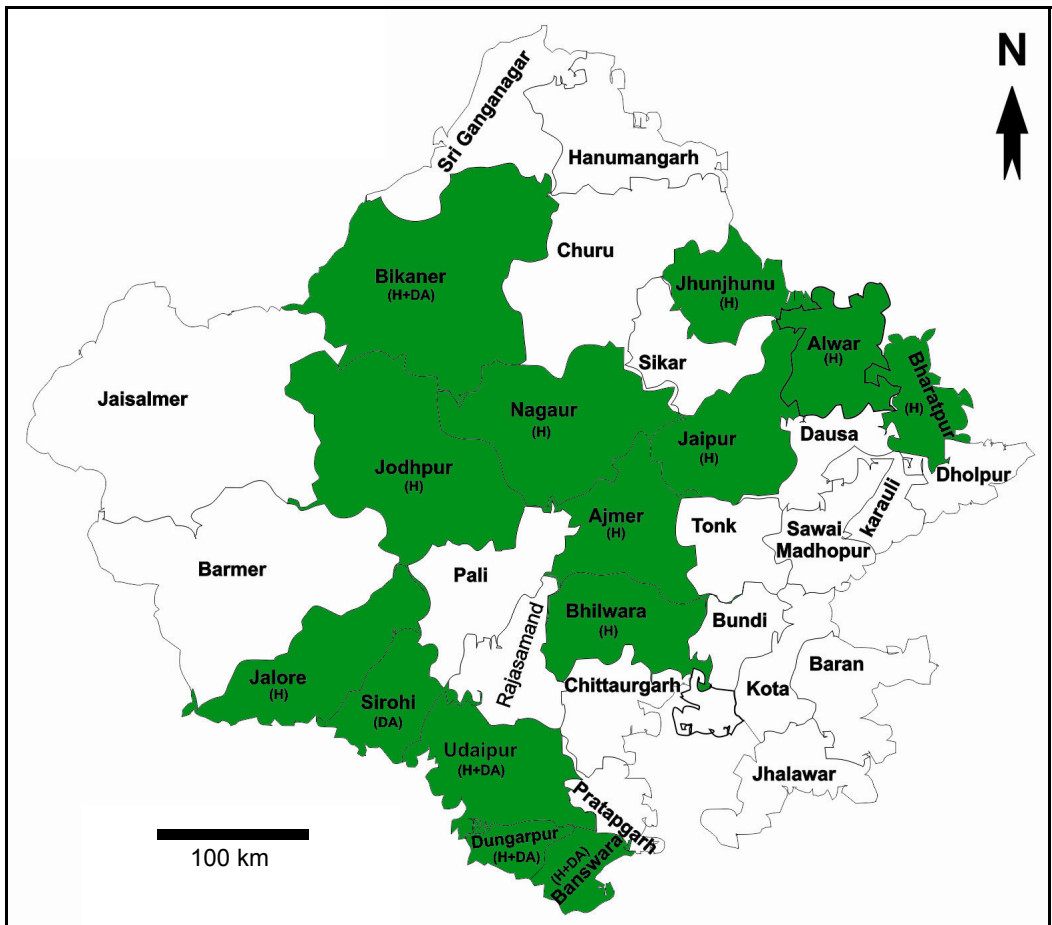 N
Sri Ganganagar
Hanumangarh
Churu
Bikaner
(H+DA)
Jhunjhunu
(H)
Alwar
(H)
Bharatpur
(H)
Sikar
Jaisalmer
Nagaur
(H)
Jaipur
(H)
Dausa
Dholpur
Jodhpur
(H)
karauli
Ajmer
(H)
Tonk
Sawai
Madhopur
Barmer
Pali
Rajasamand
Bhilwara
(H)
Bundi
Baran
Jalore
(H)
Sirohi
(DA)
Chittaurgarh
Kota
Udaipur
(H+DA)
Jhalawar
Pratapgarh
Dungarpur
(H+DA)
Banswara
(H+DA)
100 km